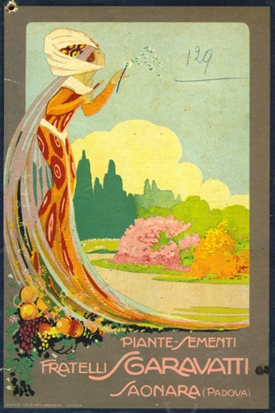 129
PIANTE-SEMENTI
FRATELLI SGARAVATTI
SAONARA (PADOVA)